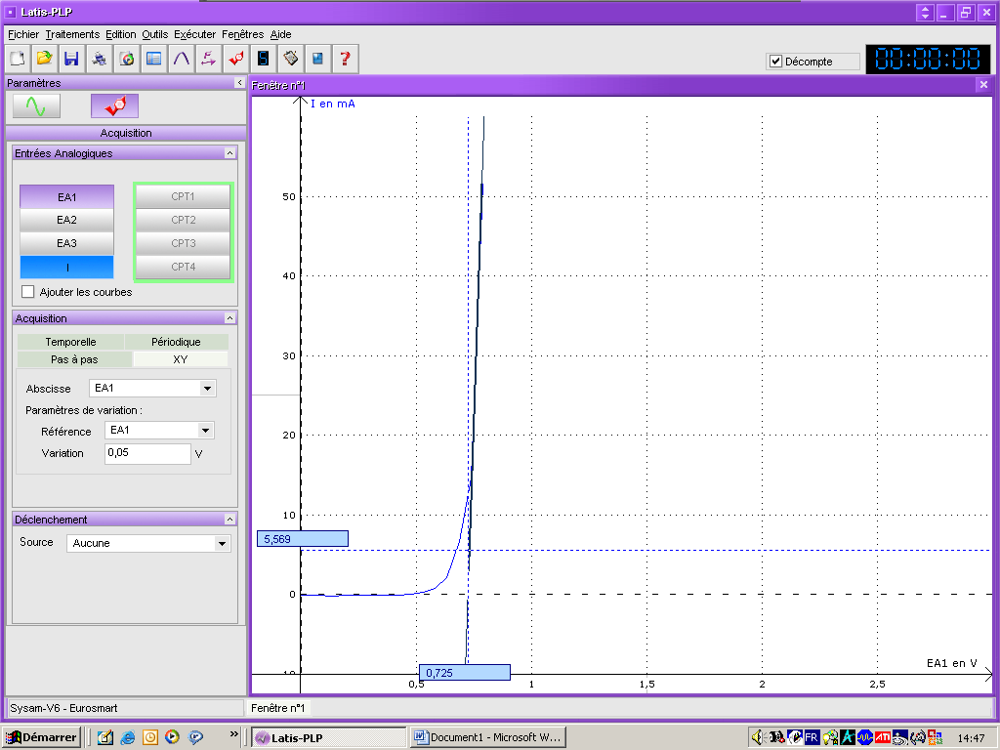 Latis-PLP
Fichier Traitements Edition Outils Exécuter Fenêtres Aide
Décompte
00:00:00
Paramètres
Fenêtre n°1
Acquisition
Entrées Analogiques
EA1
EA2
EA3
I
CPT1
CPT2
CPT3
CPT4
Ajouter les courbes
Acquisition
Temporelle Périodique
Pas à pas XY
Abscisse EA1
Paramètres de variation :
Référence EA1
Variation 0,05 V
Déclenchement
Source Aucune
I en mA
50
40
30
20
10
5,569
0
10
0,725
EA1 en V
0,5 1 1,5 2 2,5
Sysam-V6 - Eurosmart
Fenêtre n°1
Démarrer
Latis-PLP
Document1 - Microsoft W...
FR
ATI
14:47